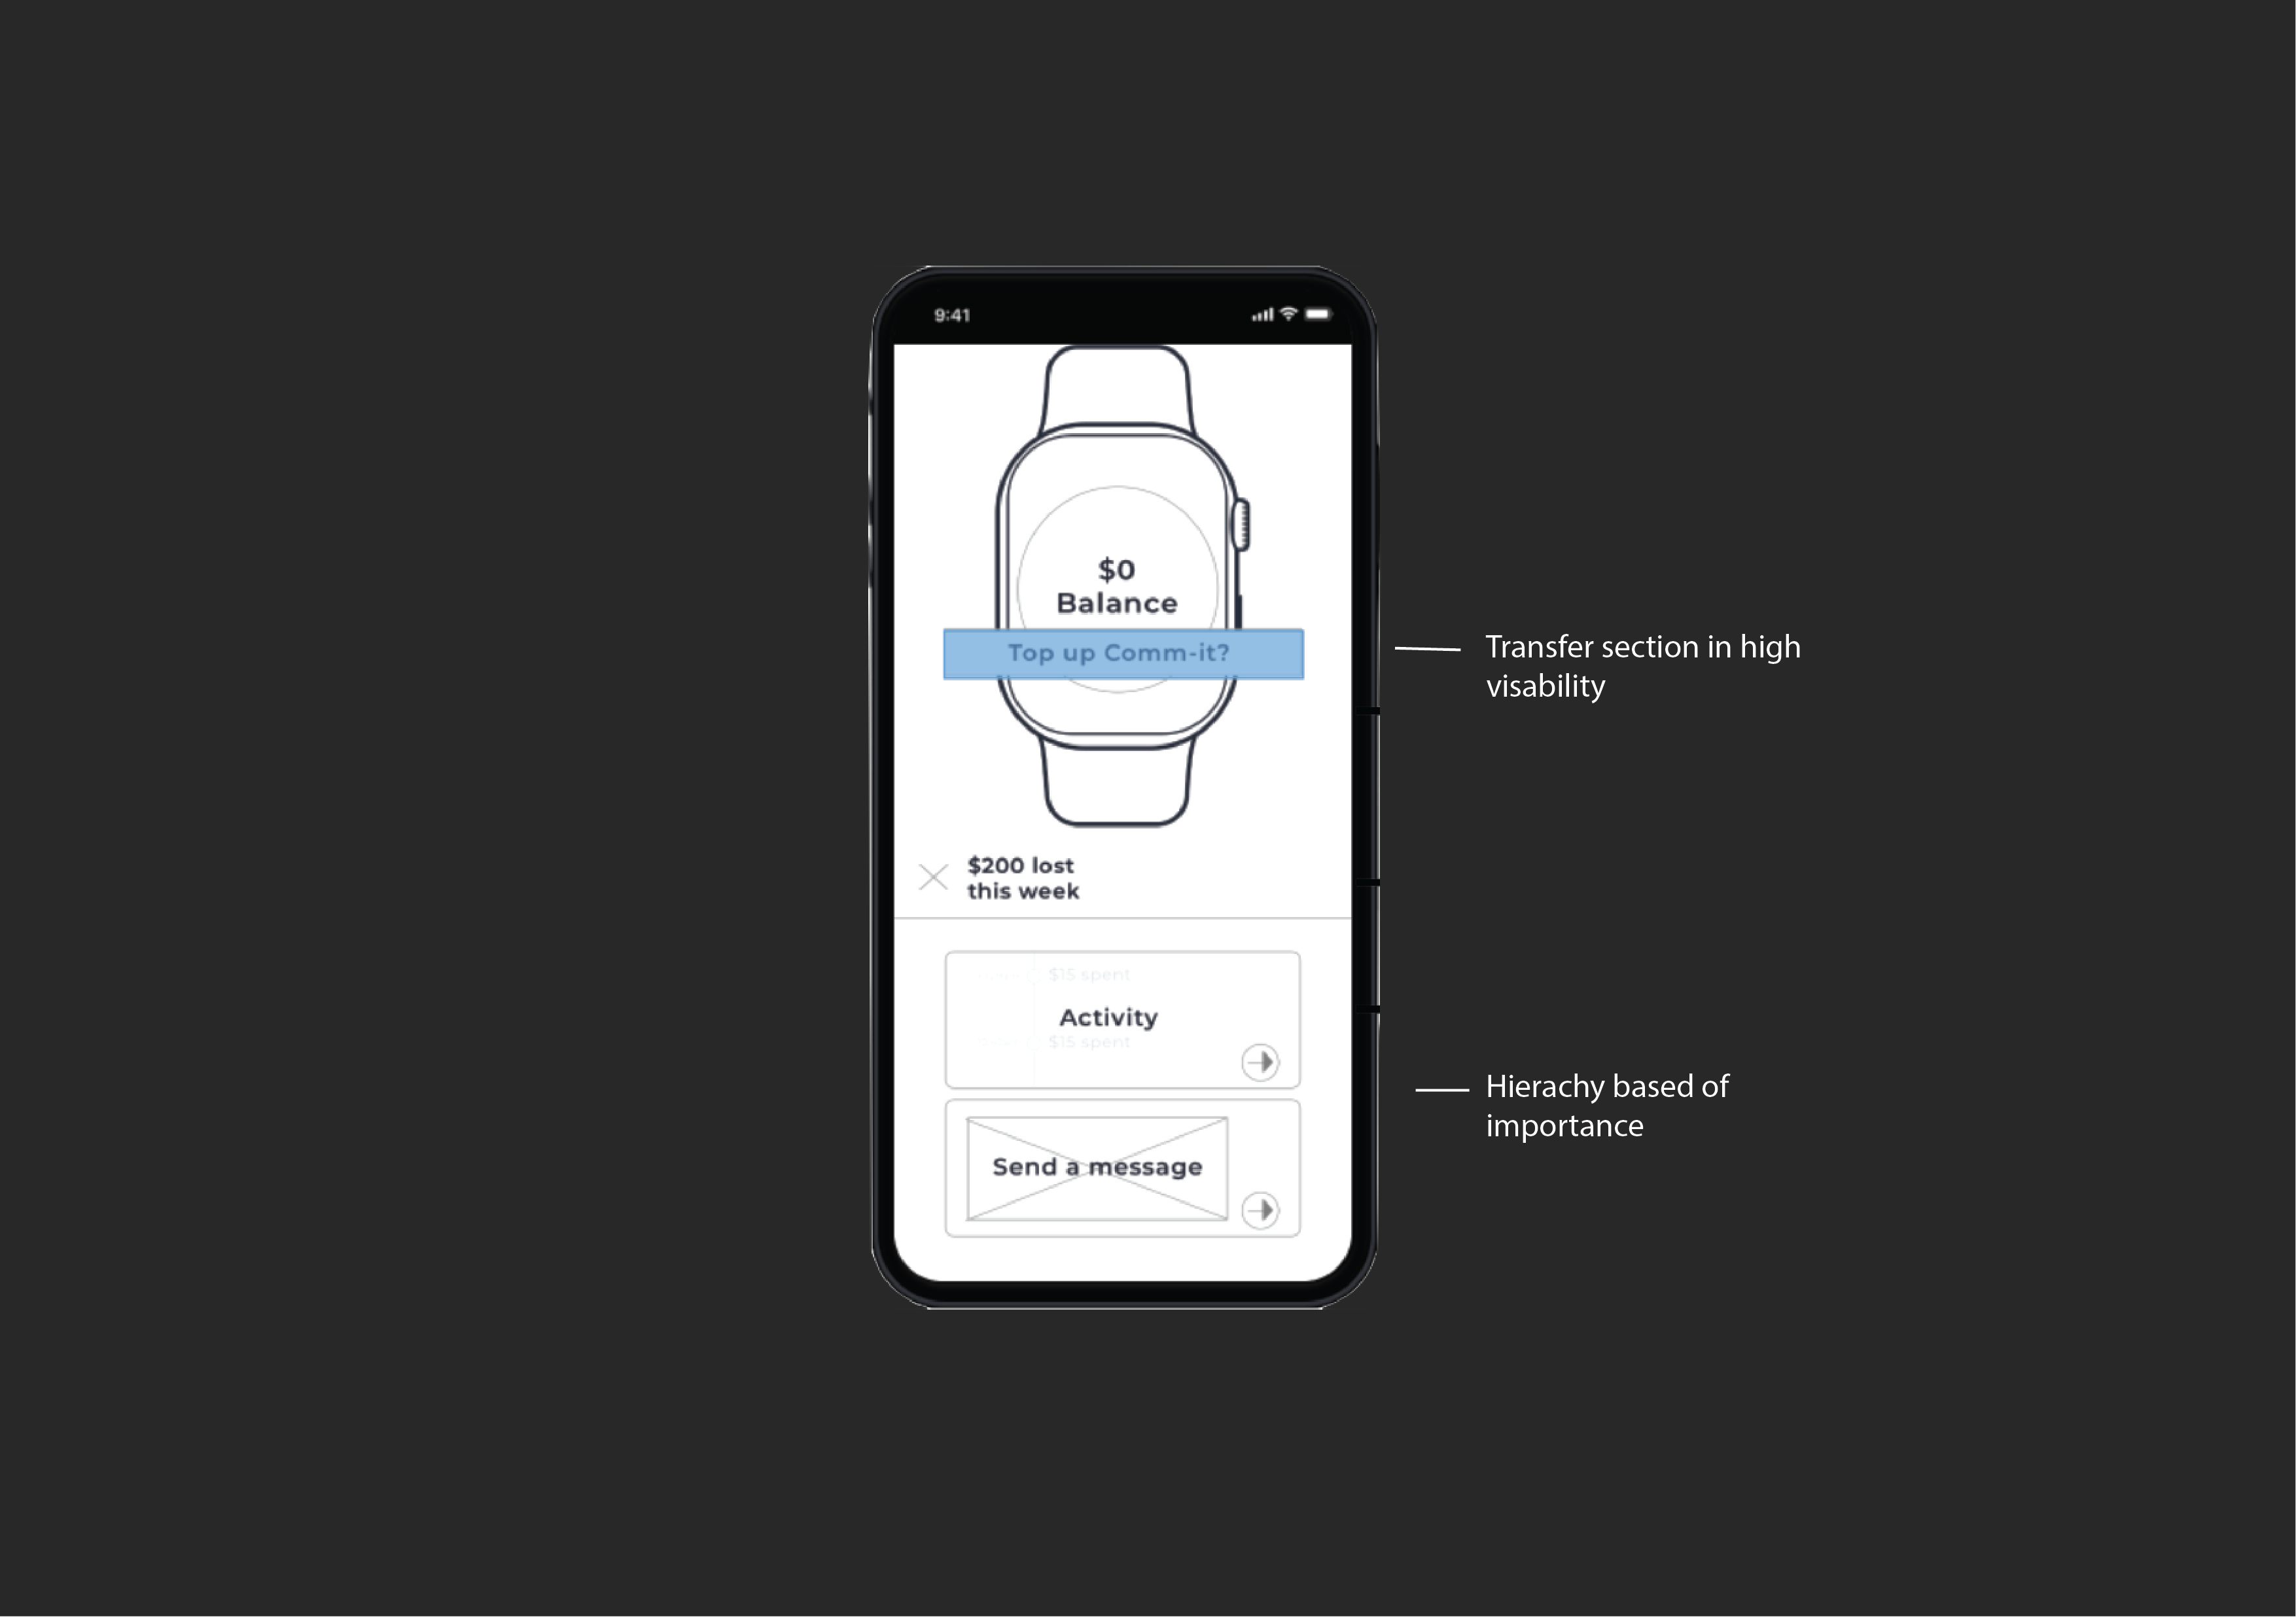 9:41
$0
Balance
Top up Comm-it?
Transfer section in high
visability
$200 lost
this week
$15 spent
Activity
$15 spent
Hierachy based of
importance
Send a message